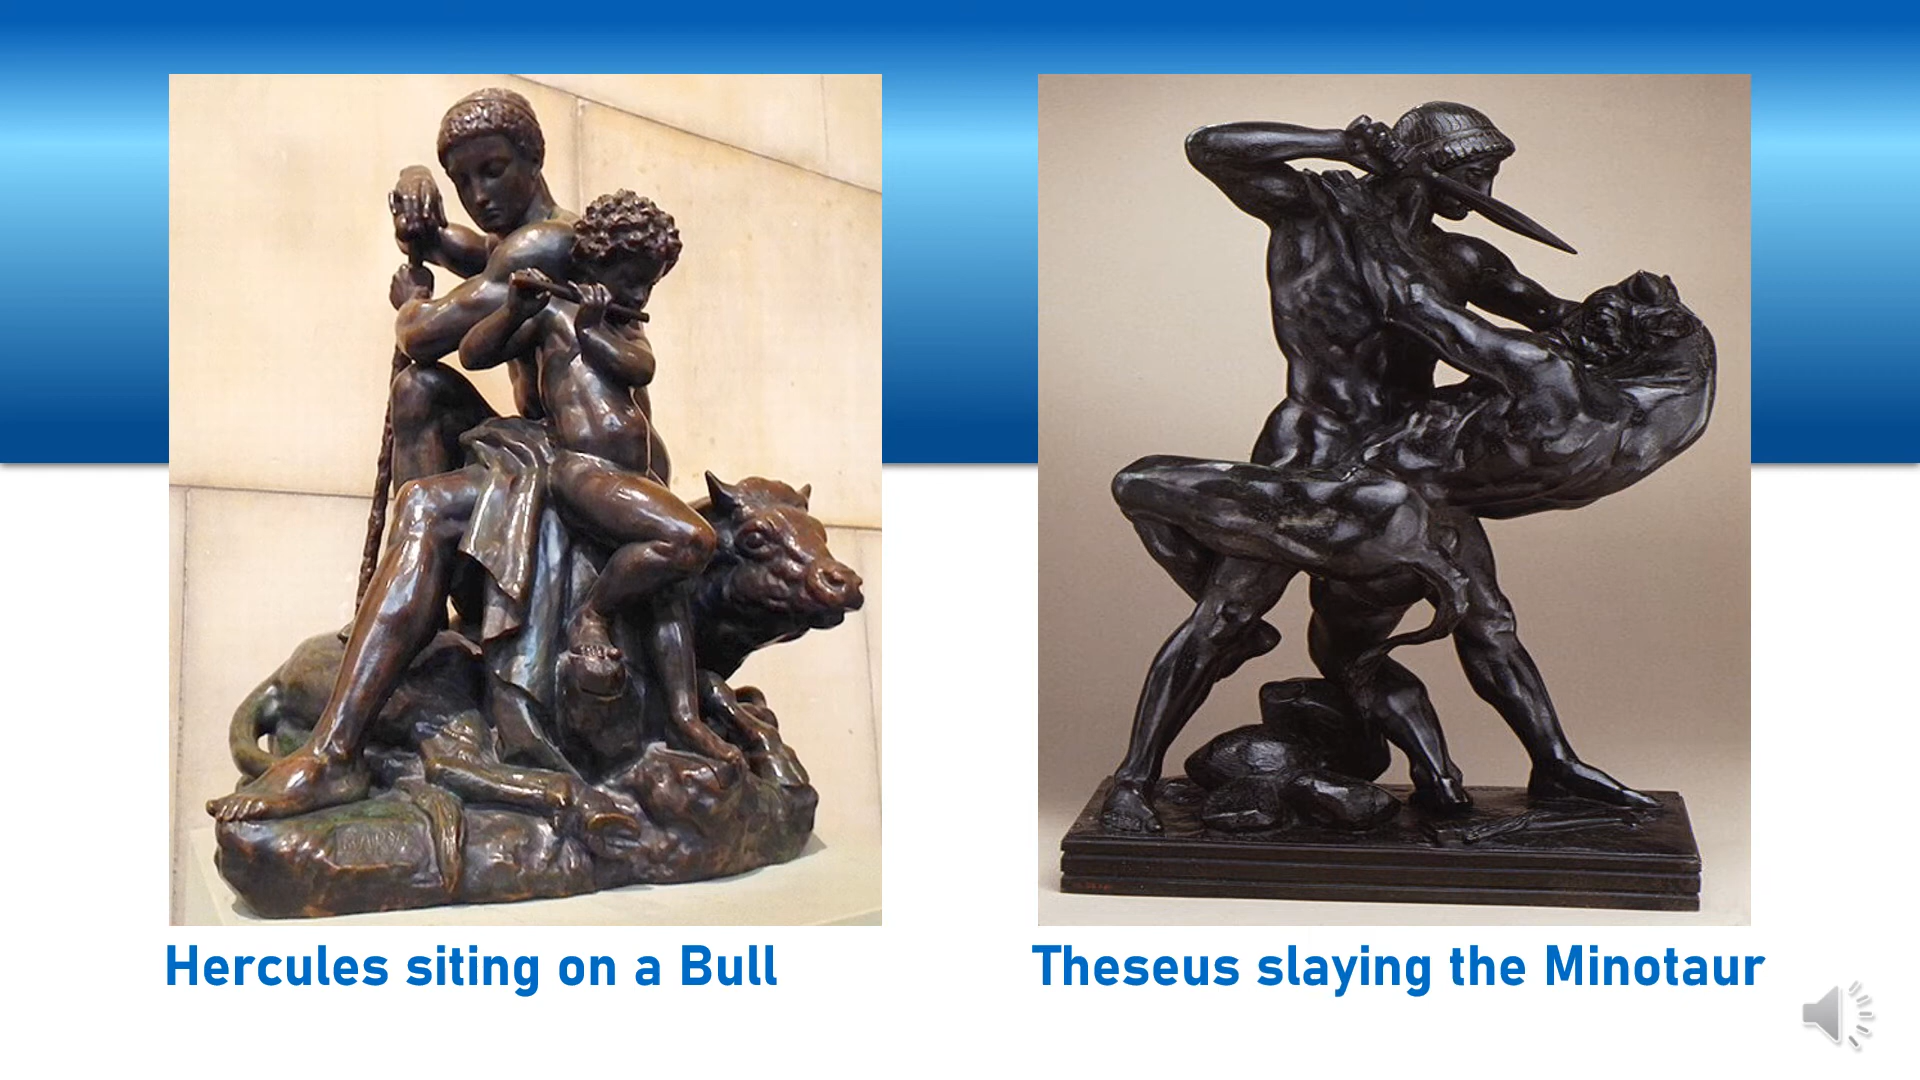 Hercules siting on a Bull
Theseus slaying the Minotaur